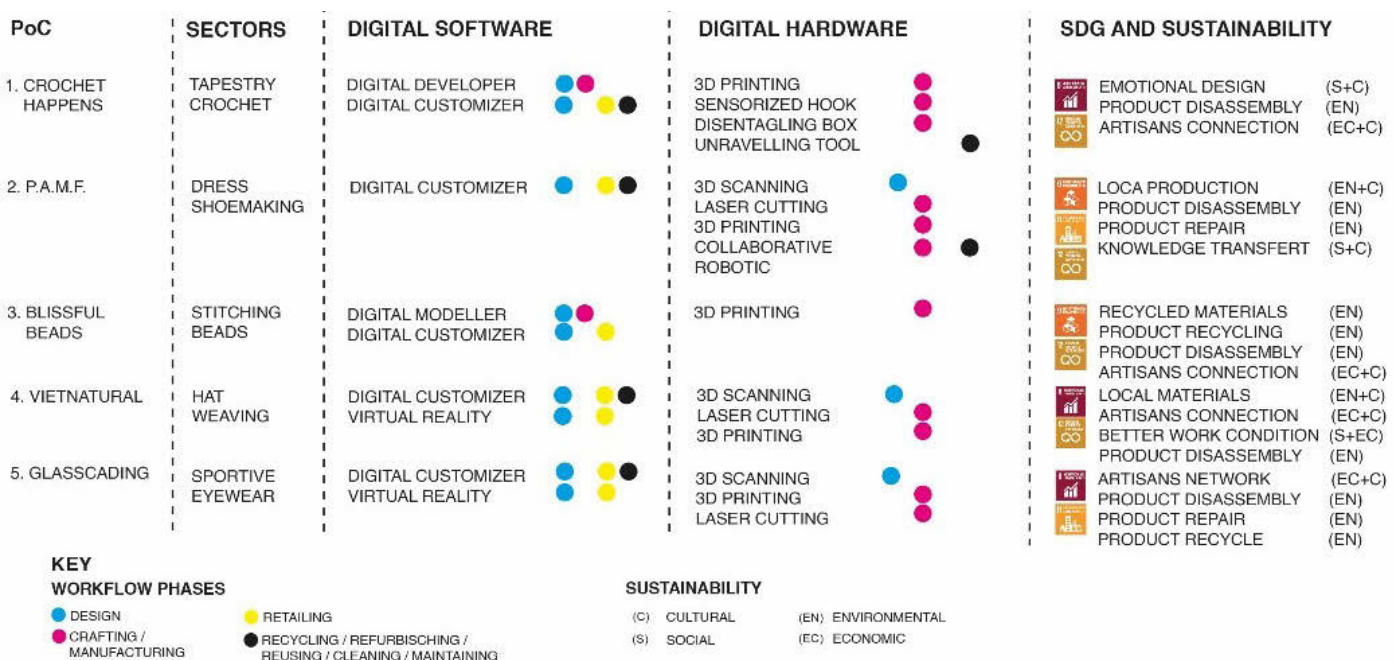 PoC
SECTORS
DIGITAL SOFTWARE
DIGITAL HARDWARE
SDG AND SUSTAINABILITY
1. CROCHET
HAPPENS
TAPESTRY
CROCHET
DIGITAL DEVELOPER
DIGITAL CUSTOMIZER
3D PRINTING
SENSORIZED HOOK
DISENTAGLING BOX
UNRAVELLING TOOL
EMOTIONAL DESIGN (S+C)
PRODUCT DISASSEMBLY (EN)
ARTISANS CONNECTION (EC+C)
2. P.A.M.F.
DRESS
SHOEMAKING
DIGITAL CUSTOMIZER
3D SCANNING
LASER CUTTING
3D PRINTING
COLLABORATIVE
ROBOTIC
LOCA PRODUCTION (EN+C)
PRODUCT DISASSEMBLY (EN)
PRODUCT REPAIR (EN)
KNOWLEDGE TRANSFERT (S+C)
3. BLISSFUL
BEADS
STITCHING
BEADS
DIGITAL MODELLER
DIGITAL CUSTOMIZER
3D PRINTING
RECYCLED MATERIALS (EN)
PRODUCT RECYCLING (EN)
PRODUCT DISASSEMBLY (EN)
ARTISANS CONNECTION (EC+C)
4. VIETNATURAL
HAT
WEAVING
DIGITAL CUSTOMIZER
VIRTUAL REALITY
3D SCANNING
LASER CUTTING
3D PRINTING
LOCAL MATERIALS (EN+C)
ARTISANS CONNECTION (EC+C)
BETTER WORK CONDITION (S+EC)
PRODUCT DISASSEMBLY (EN)
5. GLASSCADING
SPORTIVE
EYEWEAR
DIGITAL CUSTOMIZER
VIRTUAL REALITY
3D SCANNING
3D PRINTING
LASER CUTTING
ARTISANS NETWORK (EC+C)
PRODUCT DISASSEMBLY (EN)
PRODUCT REPAIR (EN)
PRODUCT RECYCLE (EN)
KEY
WORKFLOW PHASES
DESIGN
CRAFTING /
MANUFACTURING
RETAILING
RECYCLING / REFURBISCHING /
REUSING / CLEANING / MAINTAINING
SUSTAINABILITY
(C) CULTURAL
(S) SOCIAL
(EN) ENVIRONMENTAL
(EC) ECONOMIC